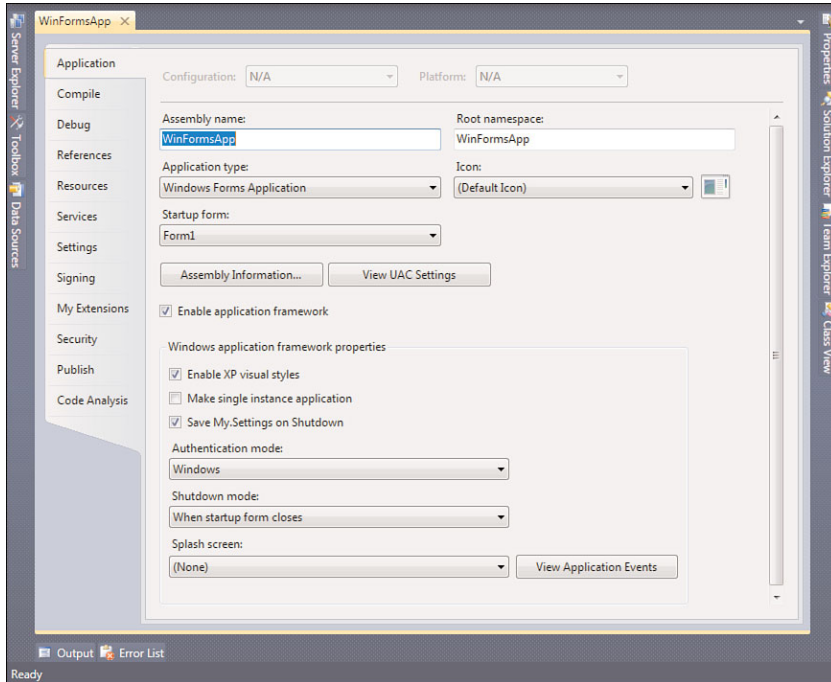 WinFormsApp
Server Explorer
Toolbox
Data Sources
Application
Compile
Debug
References
Resources
Services
Settings
Signing
My Extensions
Security
Publish
Code Analysis
Configuration: N/A Platform: N/A
Assembly name: Root namespace:
WinFormsApp WinFormsApp
Application type: Icon:
Windows Forms Application (Default Icon)
Startup form:
Form1
Assembly Information... View UAC Settings
Enable application framework
Windows application framework properties
Enable XP visual styles
Make single instance application
Save My.Settings on Shutdown
Authentication mode:
Windows
Shutdown mode:
When startup form closes
Splash screen:
(None) View Application Events
Properties
Solution Explorer
Team Explorer
Class View
Output Error List
Ready